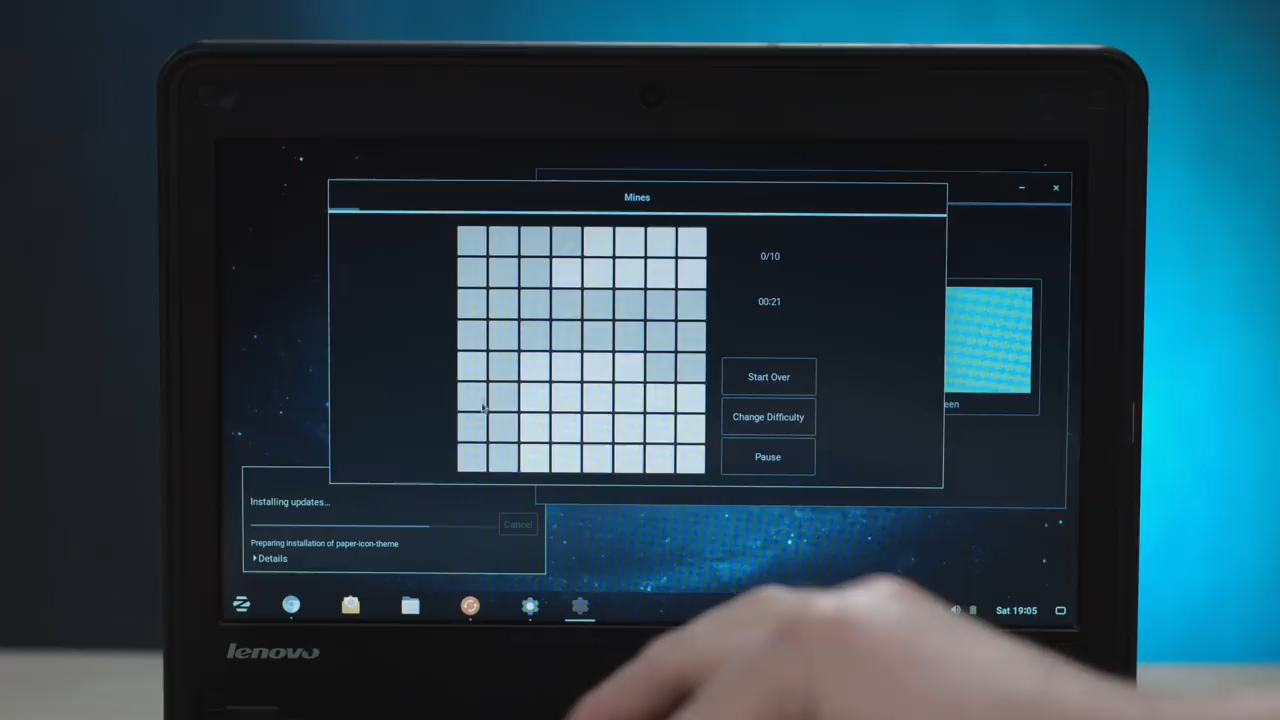 Mines
0/10
00:21
Start Over
Change Difficulty
Pause
een
Installing updates...
Cancel
Preparing installation of paper-icon-theme
Details
Sat 19:05
lenovo